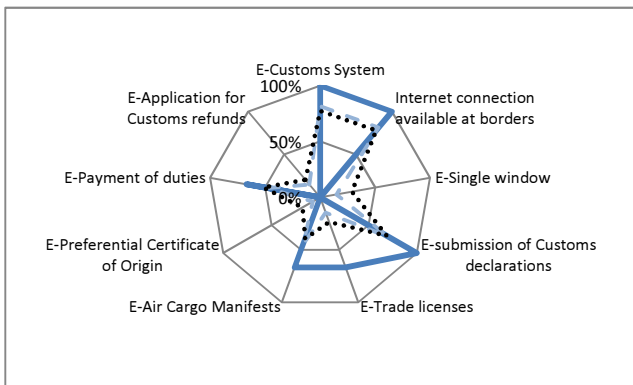 E-Customs System
100%
Internet connection
available at borders
E-Application for
Customs refunds
50%
E-Payment of duties
E-Single window
0%
E-Preferential Certificate
of Origin
E-submission of Customs
declarations
E-Air Cargo Manifests
E-Trade licenses